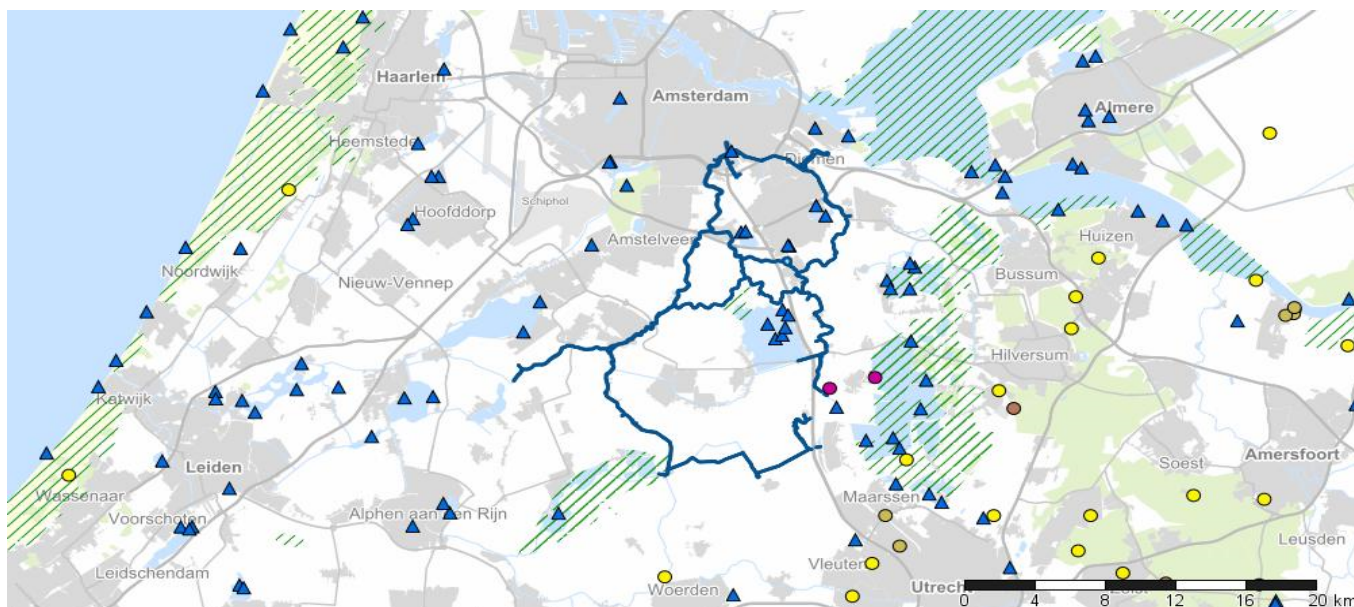 Haarlem
Amsterdam
Almere
Heemstede
Diemen
Hoofddorp
Schiphol
Amstelveen
Huizen
Noordwijk
Nieuw-Vennep
Bussum
Hilversum
Katwijk
Leiden
Soest
Amersfoort
Wassenaar
Maarssen
Voorschoten
Alphen aan den Rijn
Leusden
Leidschendam
Vleuten
Woerden
Utrecht
Zeist
0 4 8 12 16 20 km